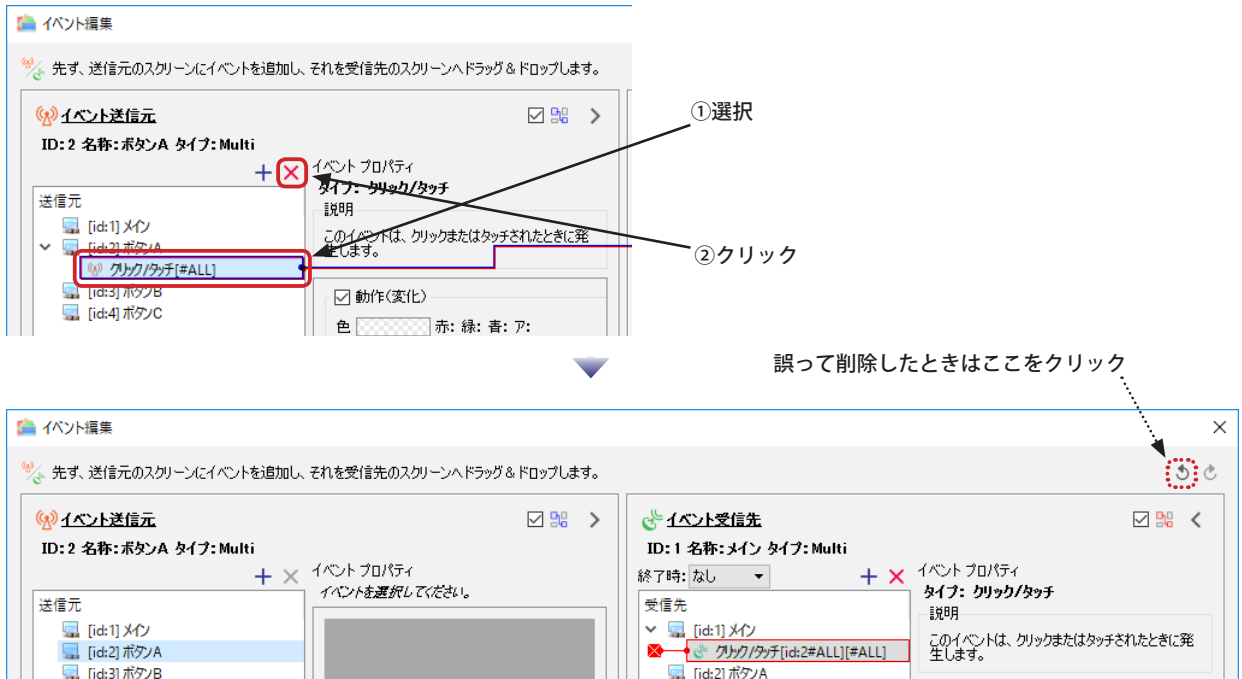 イベント編集
先ず、送信元のスクリーンにイベントを追加し、それを受信先のスクリーンへドラッグ＆ドロップします。
イベント送信元
ID: 2 名称: ボタンA タイプ: Multi
イベント プロパティ
タイプ: クリック/タッチ
説明
このイベントは、クリックまたはタッチされたときに発
生します。
送信元
[id:1] メイン
[id:2] ボタンA
クリック/タッチ[#ALL]
[id:3] ボタンB
[id:4] ボタンC
動作(変化)
色 赤: 緑: 青: ア:
①選択
②クリック
誤って削除したときはここをクリック
イベント編集
先ず、送信元のスクリーンにイベントを追加し、それを受信先のスクリーンへドラッグ＆ドロップします。
イベント送信元
ID: 2 名称: ボタンA タイプ: Multi
イベント プロパティ
イベントを選択してください。
送信元
[id:1] メイン
[id:2] ボタンA
[id:3] ボタンB
イベント受信先
ID: 1 名称: メイン タイプ: Multi
終了時: なし
イベント プロパティ
タイプ: クリック/タッチ
説明
このイベントは、クリックまたはタッチされたときに発
生します。
受信先
[id:1] メイン
クリック/タッチ[id:2#ALL][#ALL]
[id:2] ボタンA